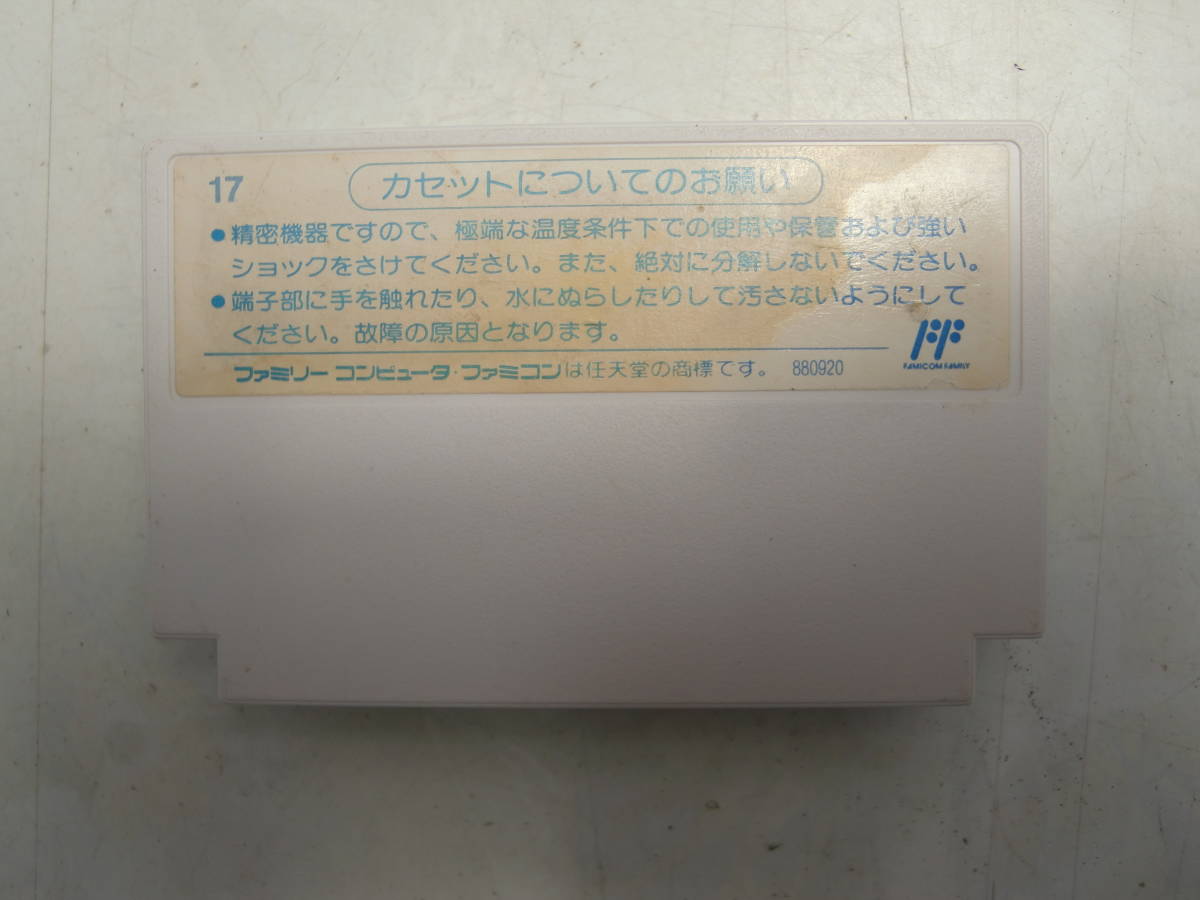 17
カセットについてのお願い
●精密機器ですので、極端な温度条件下での使用や保管および強い
ショックをさけてください。また、絶対に分解しないでください。
●端子部に手を触れたり、水にぬらしたりして汚さないようにして
ください。故障の原因となります。
FAMICOM FAMILY
ファミリー コンピュータ・ファミコンは任天堂の商標です。 880920